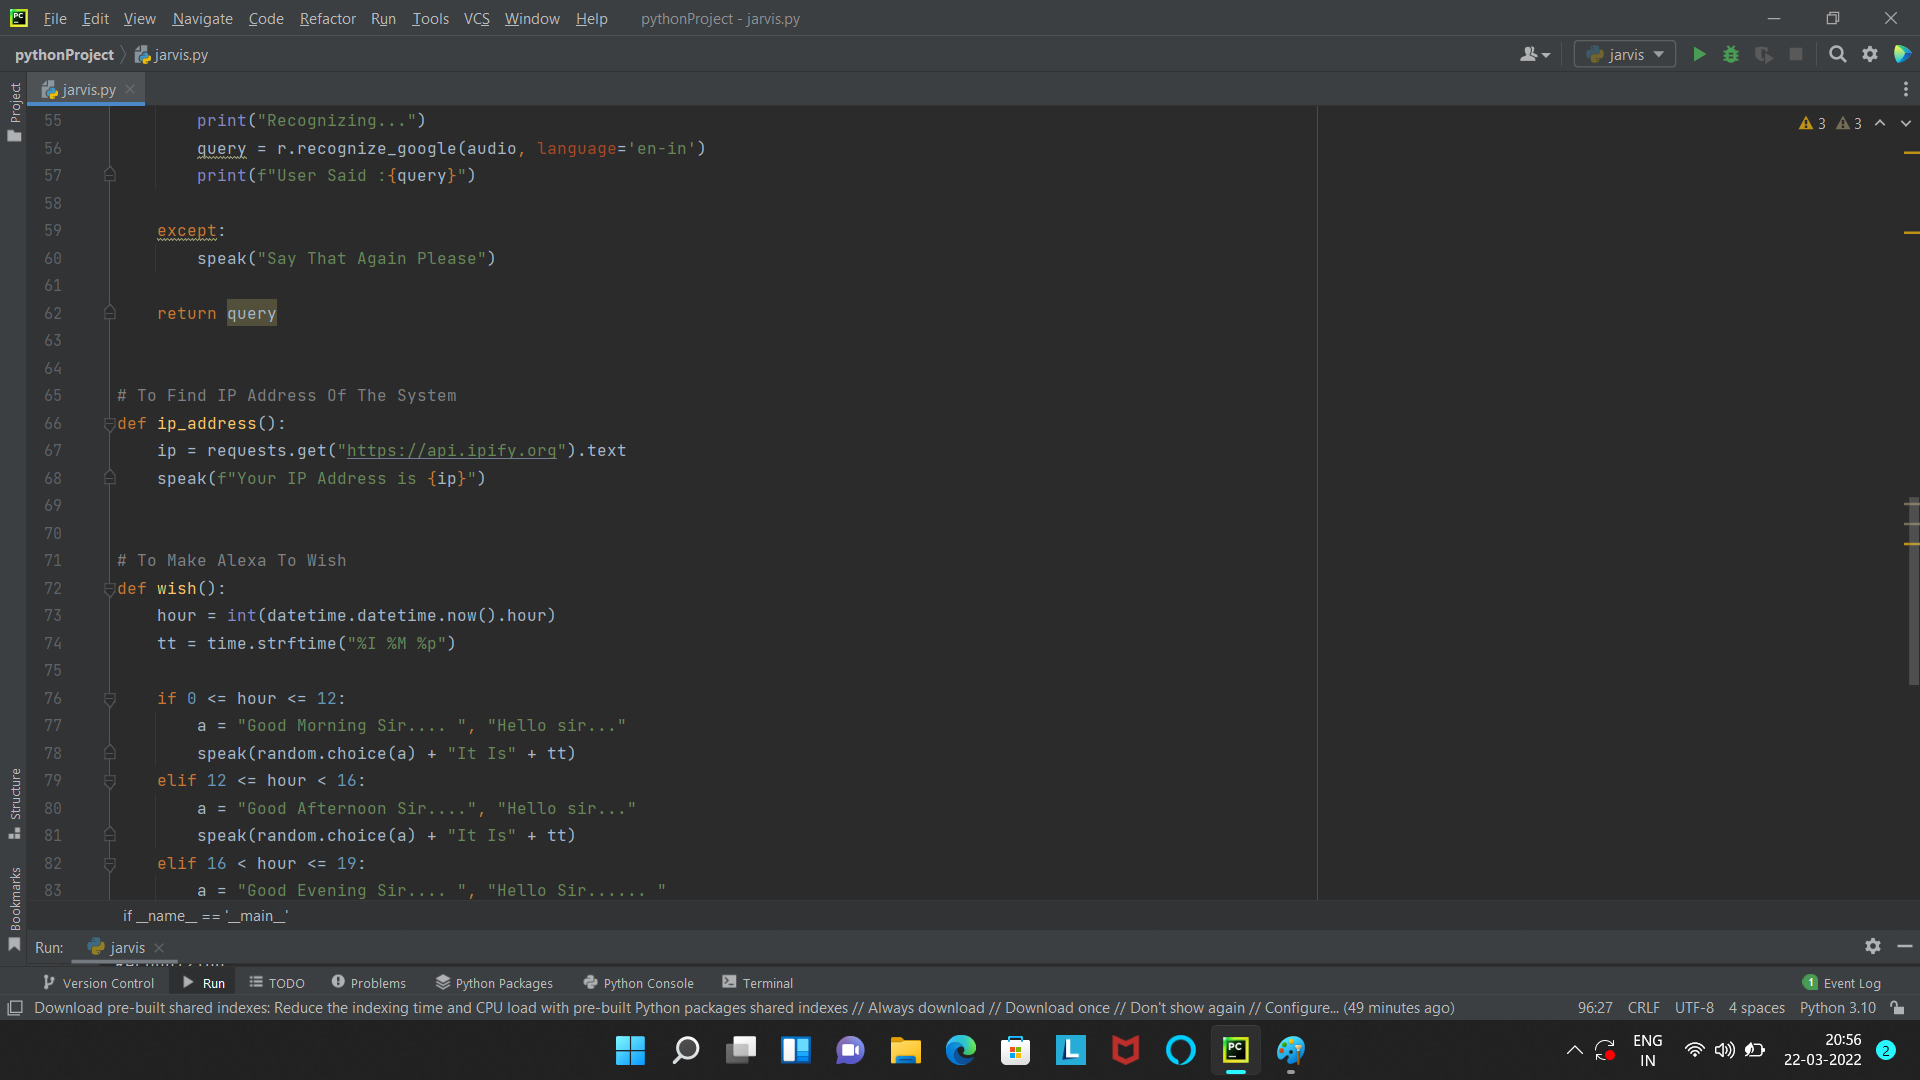 File Edit View Navigate Code Refactor Run Tools VCS Window Help pythonProject - jarvis.py
pythonProject jarvis.py jarvis
Project
jarvis.py
55 print("Recognizing...")
3 3
56 query = r.recognize_google(audio, language='en-in')
57 print(f"User Said :{query}")
58
59 except:
60 speak("Say That Again Please")
61
62 return query
63
64
65 # To Find IP Address Of The System
66 def ip_address():
67 ip = requests.get("https://api.ipify.org").text
68 speak(f"Your IP Address is {ip}")
69
70
71 # To Make Alexa To Wish
72 def wish():
73 hour = int(datetime.datetime.now().hour)
74 tt = time.strftime("%I %M %p")
75
76 if 0 <= hour <= 12:
77 a = "Good Morning Sir.... ", "Hello sir..."
78 speak(random.choice(a) + "It Is" + tt)
79 elif 12 <= hour < 16:
80 a = "Good Afternoon Sir....", "Hello sir..."
81 speak(random.choice(a) + "It Is" + tt)
82 elif 16 < hour <= 19:
83 a = "Good Evening Sir.... ", "Hello Sir...... "
Structure
Bookmarks
if __name__ == '__main__'
Run: jarvis
Version Control Run TODO Problems Python Packages Python Console Terminal 1 Event Log
Download pre-built shared indexes: Reduce the indexing time and CPU load with pre-built Python packages shared indexes // Always download // Download once // Don't show again // Configure... (49 minutes ago) 96:27 CRLF UTF-8 4 spaces Python 3.10
ENG
IN
20:56
22-03-2022
2